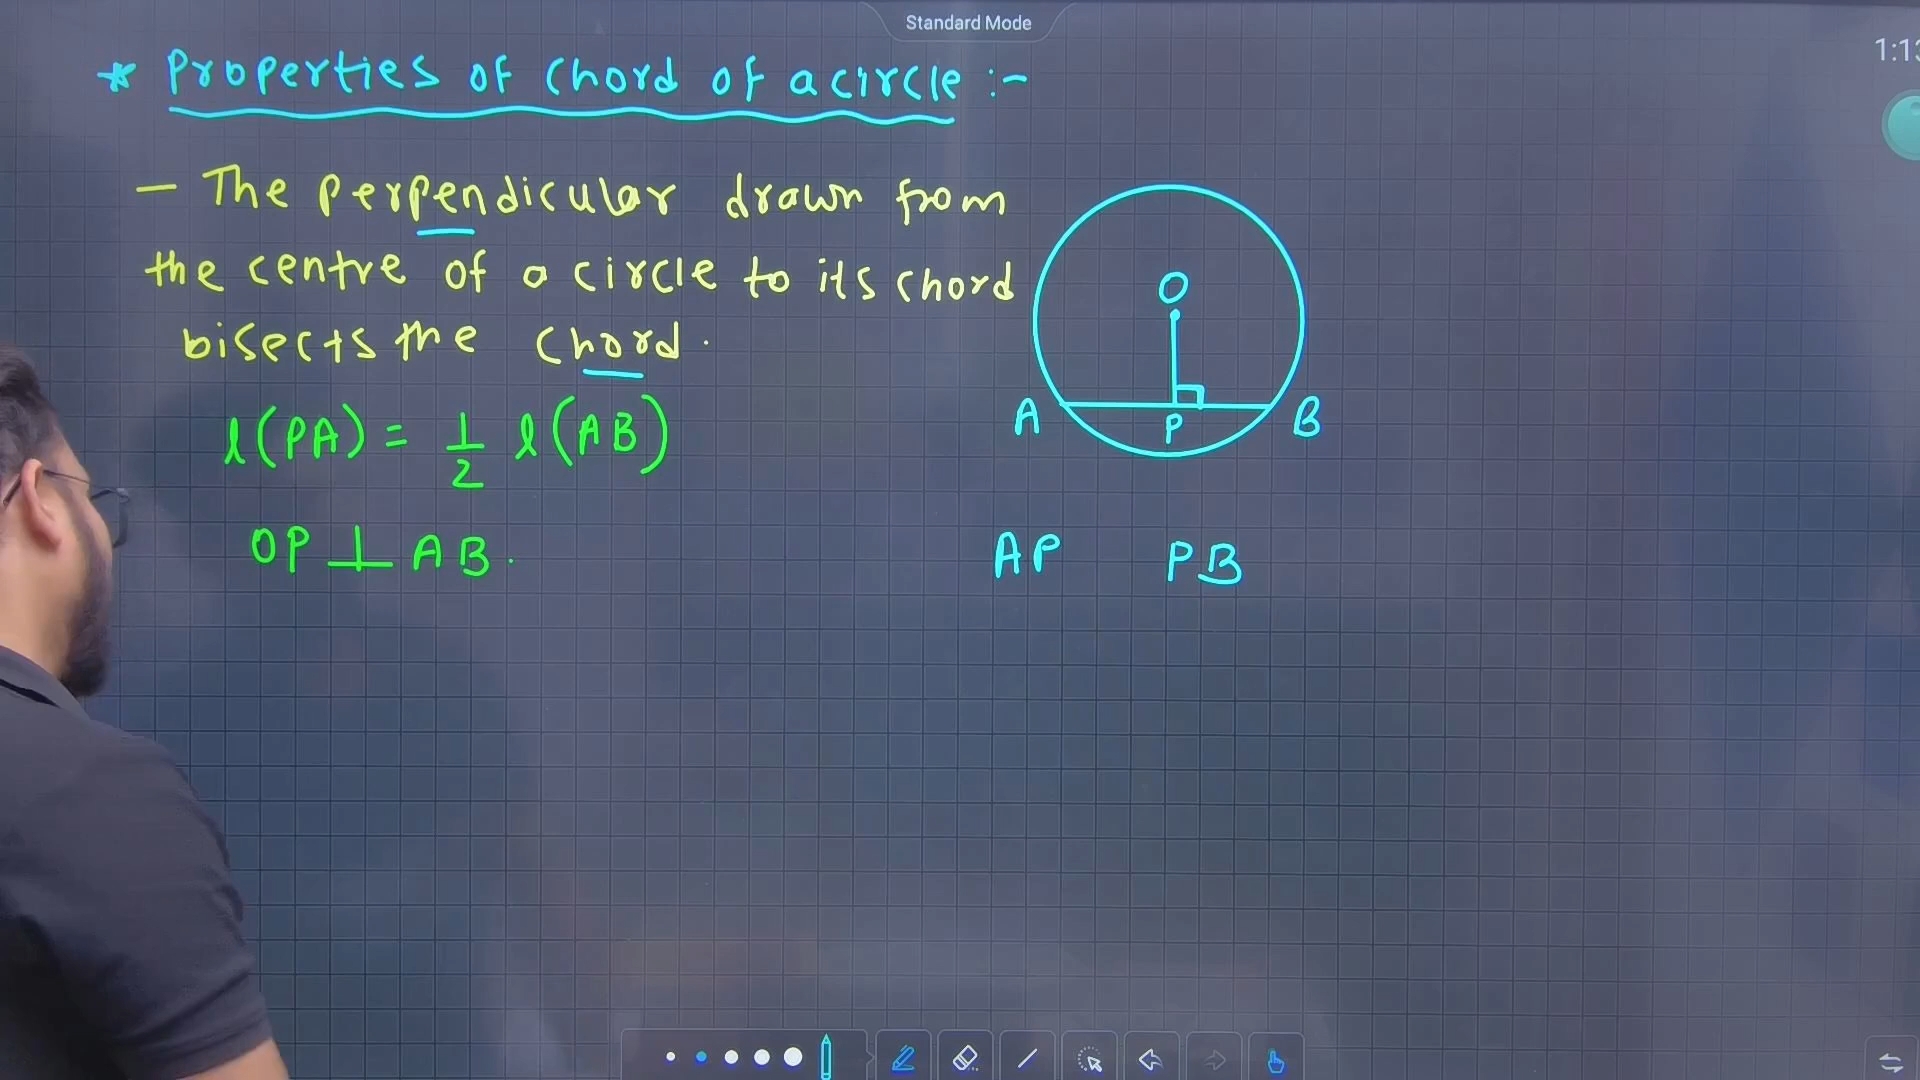 Standard Mode
1:13
* Properties of chord of a circle :-
- The perpendicular drawn from
the centre of a circle to its chord
bisects the chord.
l(PA) = 1/2 l(AB)
OP ⊥ AB.
O
A P B
AP PB